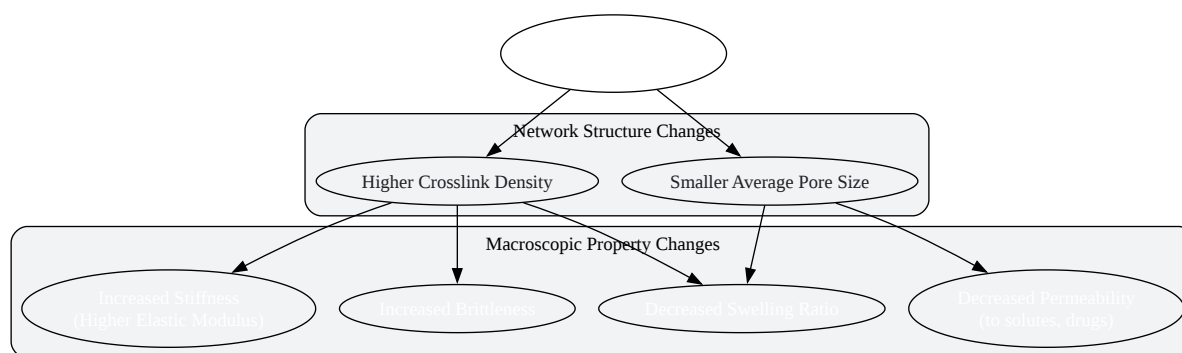 Network Structure Changes
Higher Crosslink Density
Smaller Average Pore Size
Macroscopic Property Changes
Increased Stiffness
(Higher Elastic Modulus)
Increased Brittleness
Decreased Swelling Ratio
Decreased Permeability
(to solutes, drugs)